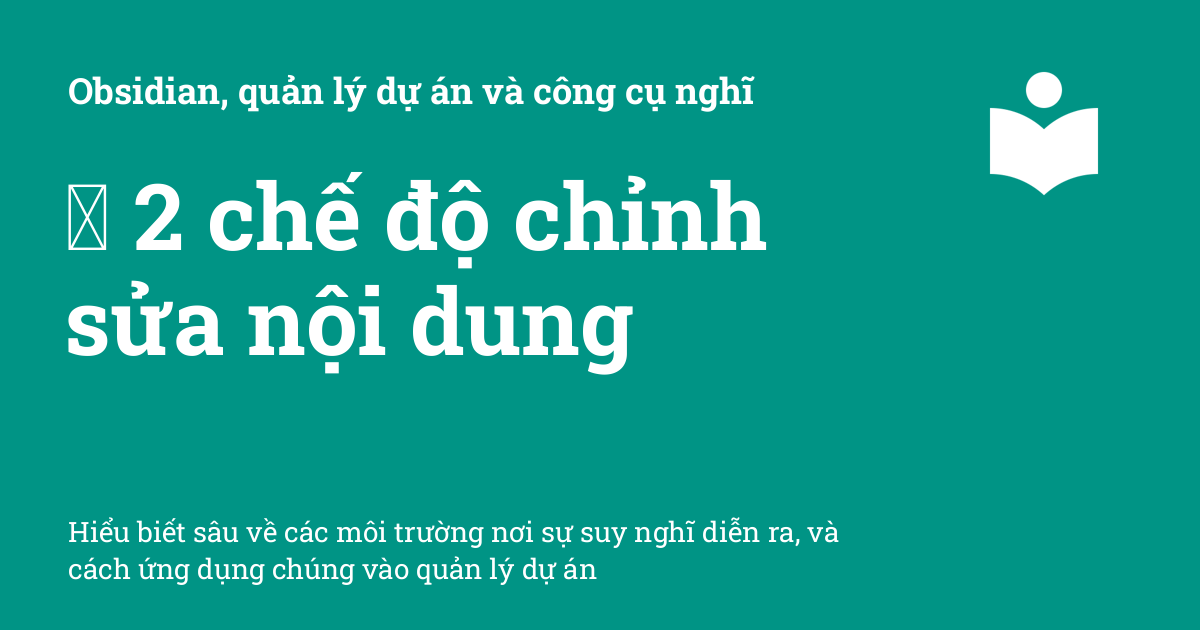 Obsidian, quản lý dự án và công cụ nghĩ
2 chế độ chỉnh
sửa nội dung
Hiểu biết sâu về các môi trường nơi sự suy nghĩ diễn ra, và
cách ứng dụng chúng vào quản lý dự án